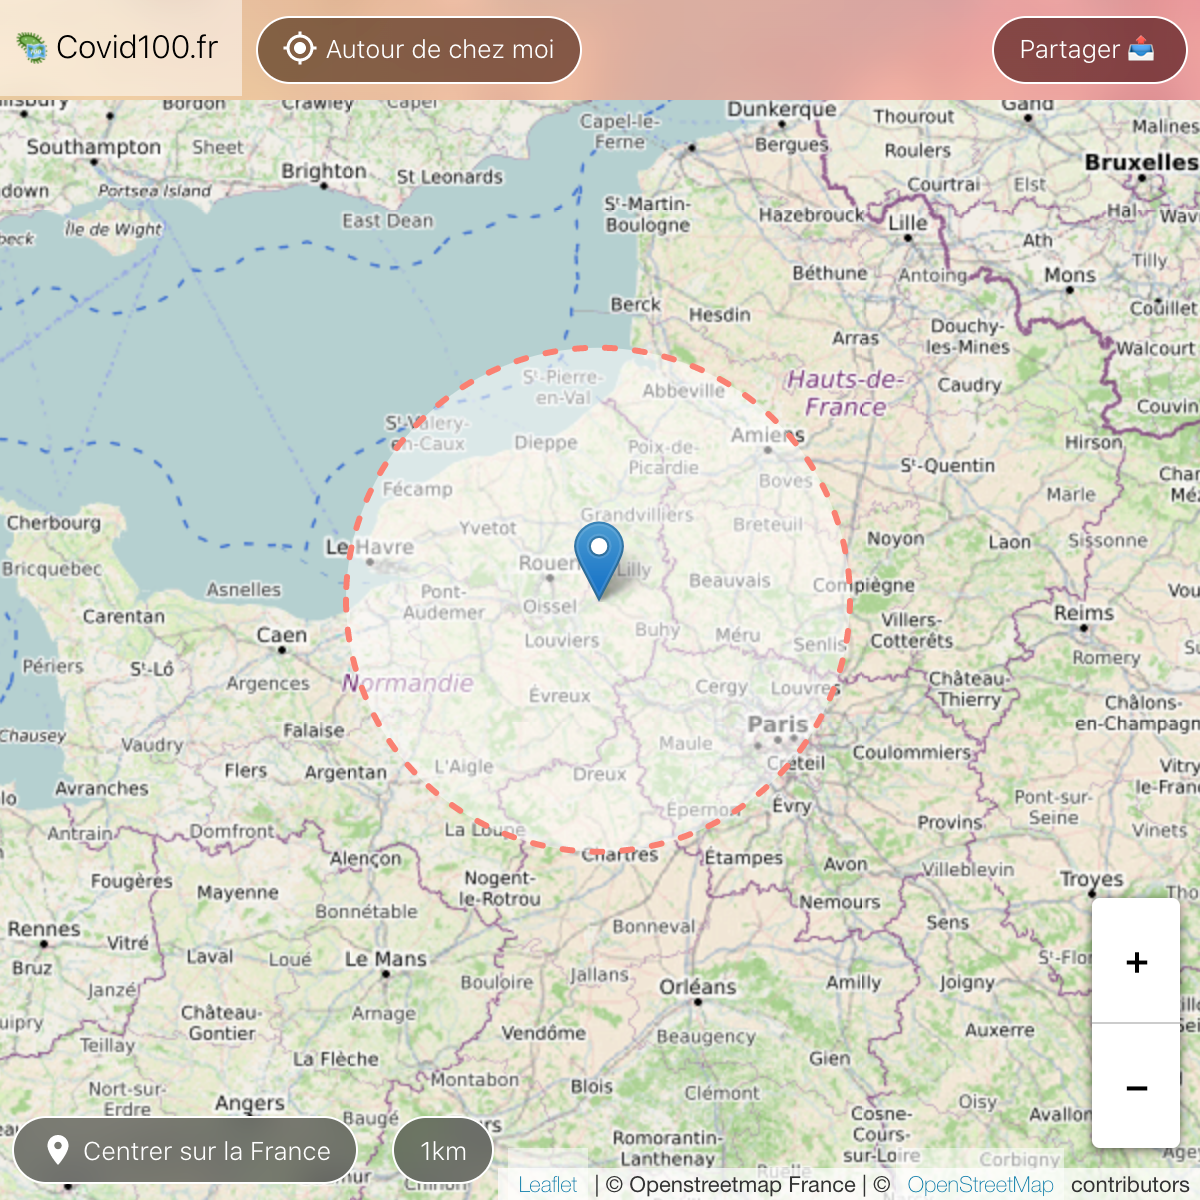 Covid100.fr
Autour de chez moi
Partager
Bordon
Crawley
Capel
Capel-le-
Ferne
Dunkerque
Thourout
Gand
Malines
Southampton
Sheet
Bergues
Roulers
Bruxelles
Brighton
St Leonards
Portsea Island
Courtrai
Elst
Île de Wight
East Dean
Sᵗ-Martin-
Boulogne
Hazebrouck
Lille
Hal
Ath
Béthune
Antoing
Mons
Tilly
Berck
Hesdin
Couillet
Arras
Douchy-
les-Mines
Walcourt
Sᵗ-Pierre-
en-Val
Abbeville
Hauts-de-
France
Caudry
Couvin
Sᵗ-Valery-
en-Caux
Dieppe
Poix-de-
Picardie
Amiens
Hirson
Sᵗ-Quentin
Fécamp
Boves
Marle
Cherbourg
Yvetot
Grandvilliers
Breteuil
Noyon
Laon
Sissonne
Le Havre
Bricquebec
Rouen
Lilly
Beauvais
Compiègne
Asnelles
Pont-
Audemer
Oissel
Carentan
Caen
Louviers
Buhy
Méru
Senlis
Villers-
Cotterêts
Reims
Romery
Périers
Sᵗ-Lô
Argences
Normandie
Évreux
Cergy
Louvres
Château-
Thierry
Châlons-
en-Champagn
Chausey
Vaudry
Falaise
Maule
Paris
Coulommiers
Flers
Argentan
L'Aigle
Dreux
Créteil
Avranches
Épernon
Évry
Pont-sur-
Seine
Antrain
Domfront
La Loupe
Provins
Vinets
Alençon
Chartres
Étampes
Avon
Villeblevin
Fougères
Mayenne
Nogent-
le-Rotrou
Troyes
Bonnétable
Nemours
Rennes
Vitré
Bonneval
Sens
Laval
Loué
Le Mans
Bruz
Bouloire
Jallans
Orléans
Amilly
Joigny
Janzé
Château-
Gontier
Arnage
Teillay
Vendôme
Beaugency
Auxerre
La Flèche
Gien
Nort-sur-
Erdre
Montabon
Blois
Clémont
Oisy
Angers
Baugé
Cosne-
Cours-
sur-Loire
Avallon
Romorantin-
Lanthenay
Corbigny
Ruelle
Chinon
Centrer sur la France
1km
+
−
Leaflet | © Openstreetmap France | © OpenStreetMap contributors